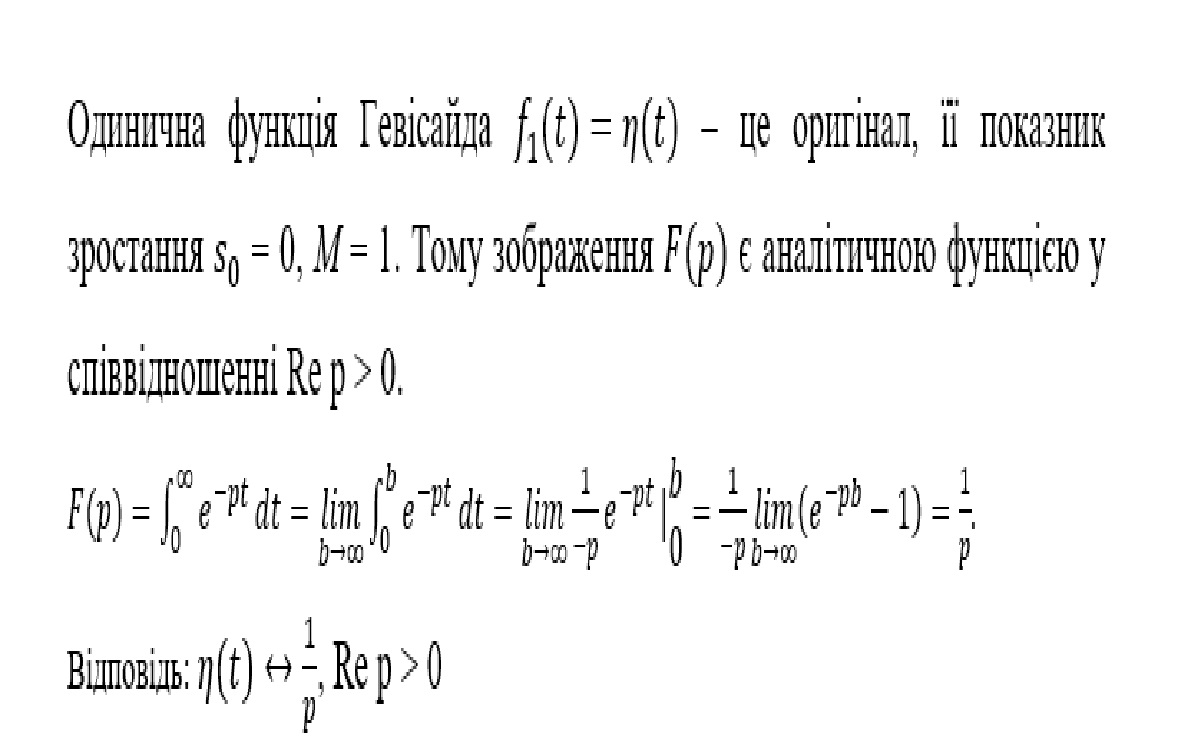 Одинична функція Гевісайда f₁(t) = η(t) – це оригінал, її показник
зростання s₀ = 0, M = 1. Тому зображення F(p) є аналітичною функцією у
співвідношенні Re p > 0.
F(p) = ∫₀^∞ e^{−pt} dt = lim_{b→∞} ∫₀^b e^{−pt} dt = lim_{b→∞} 1/(−p) e^{−pt} |₀^b = 1/(−p) lim_{b→∞} (e^{−pb} − 1) = 1/p.
Відповідь: η(t) ↔ 1/p, Re p > 0